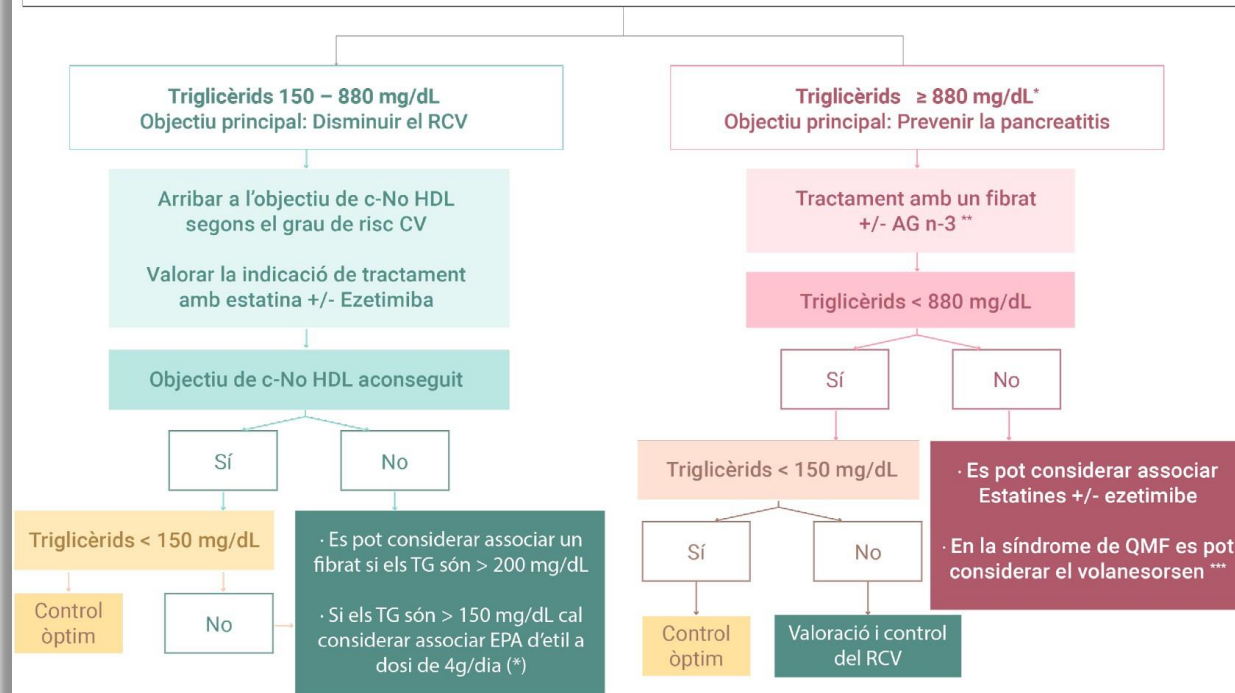 Triglicèrids 150 – 880 mg/dL
Objectiu principal: Disminuir el RCV
Arribar a l'objectiu de c-No HDL
segons el grau de risc CV
Valorar la indicació de tractament
amb estatina +/- Ezetimiba
Objectiu de c-No HDL aconseguit
Sí
No
Triglicèrids < 150 mg/dL
Control
òptim
No
· Es pot considerar associar un
fibrat si els TG són > 200 mg/dL
· Si els TG són > 150 mg/dL cal
considerar associar EPA d'etil a
dosi de 4g/dia (*)
Triglicèrids ≥ 880 mg/dL*
Objectiu principal: Prevenir la pancreatitis
Tractament amb un fibrat
+/- AG n-3 **
Triglicèrids < 880 mg/dL
Sí
No
Triglicèrids < 150 mg/dL
Sí
No
Control
òptim
Valoració i control
del RCV
· Es pot considerar associar
Estatines +/- ezetimibe
· En la síndrome de QMF es pot
considerar el volanesorsen ***